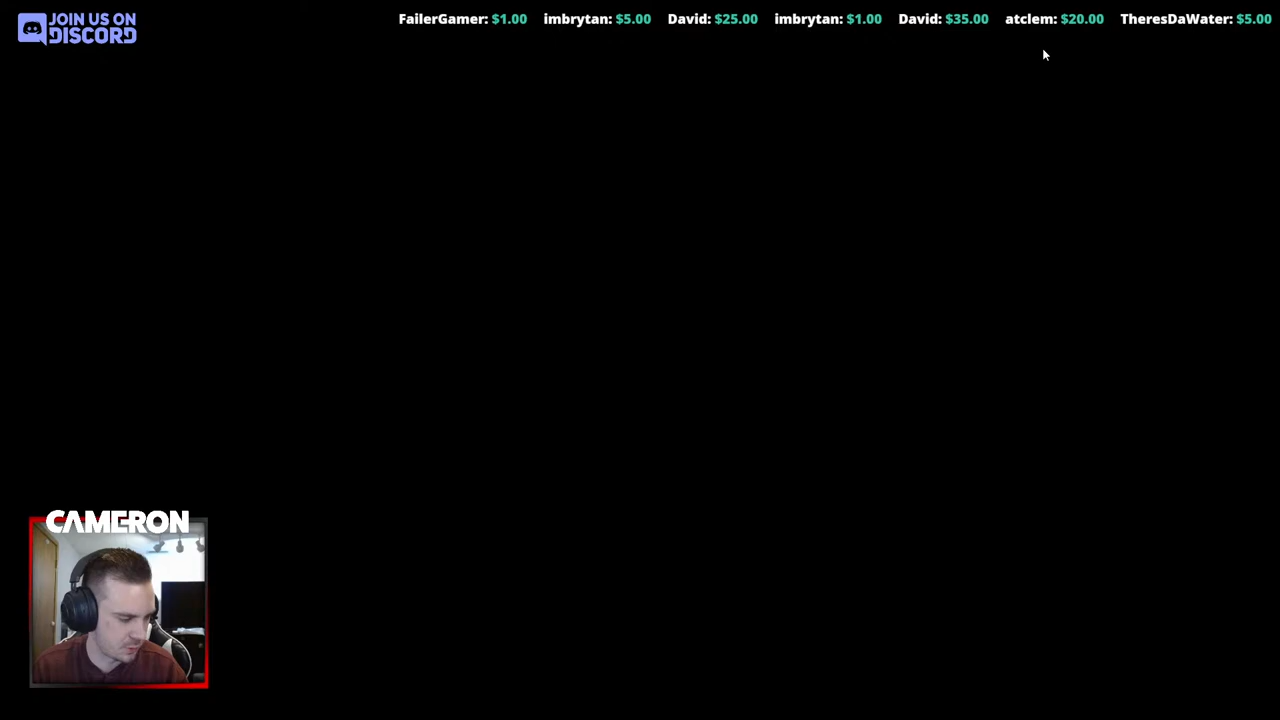 JOIN US ON
DISCORD
FailerGamer: $1.00 imbrytan: $5.00 David: $25.00 imbrytan: $1.00 David: $35.00 atclem: $20.00 TheresDaWater: $5.00
CAMERON